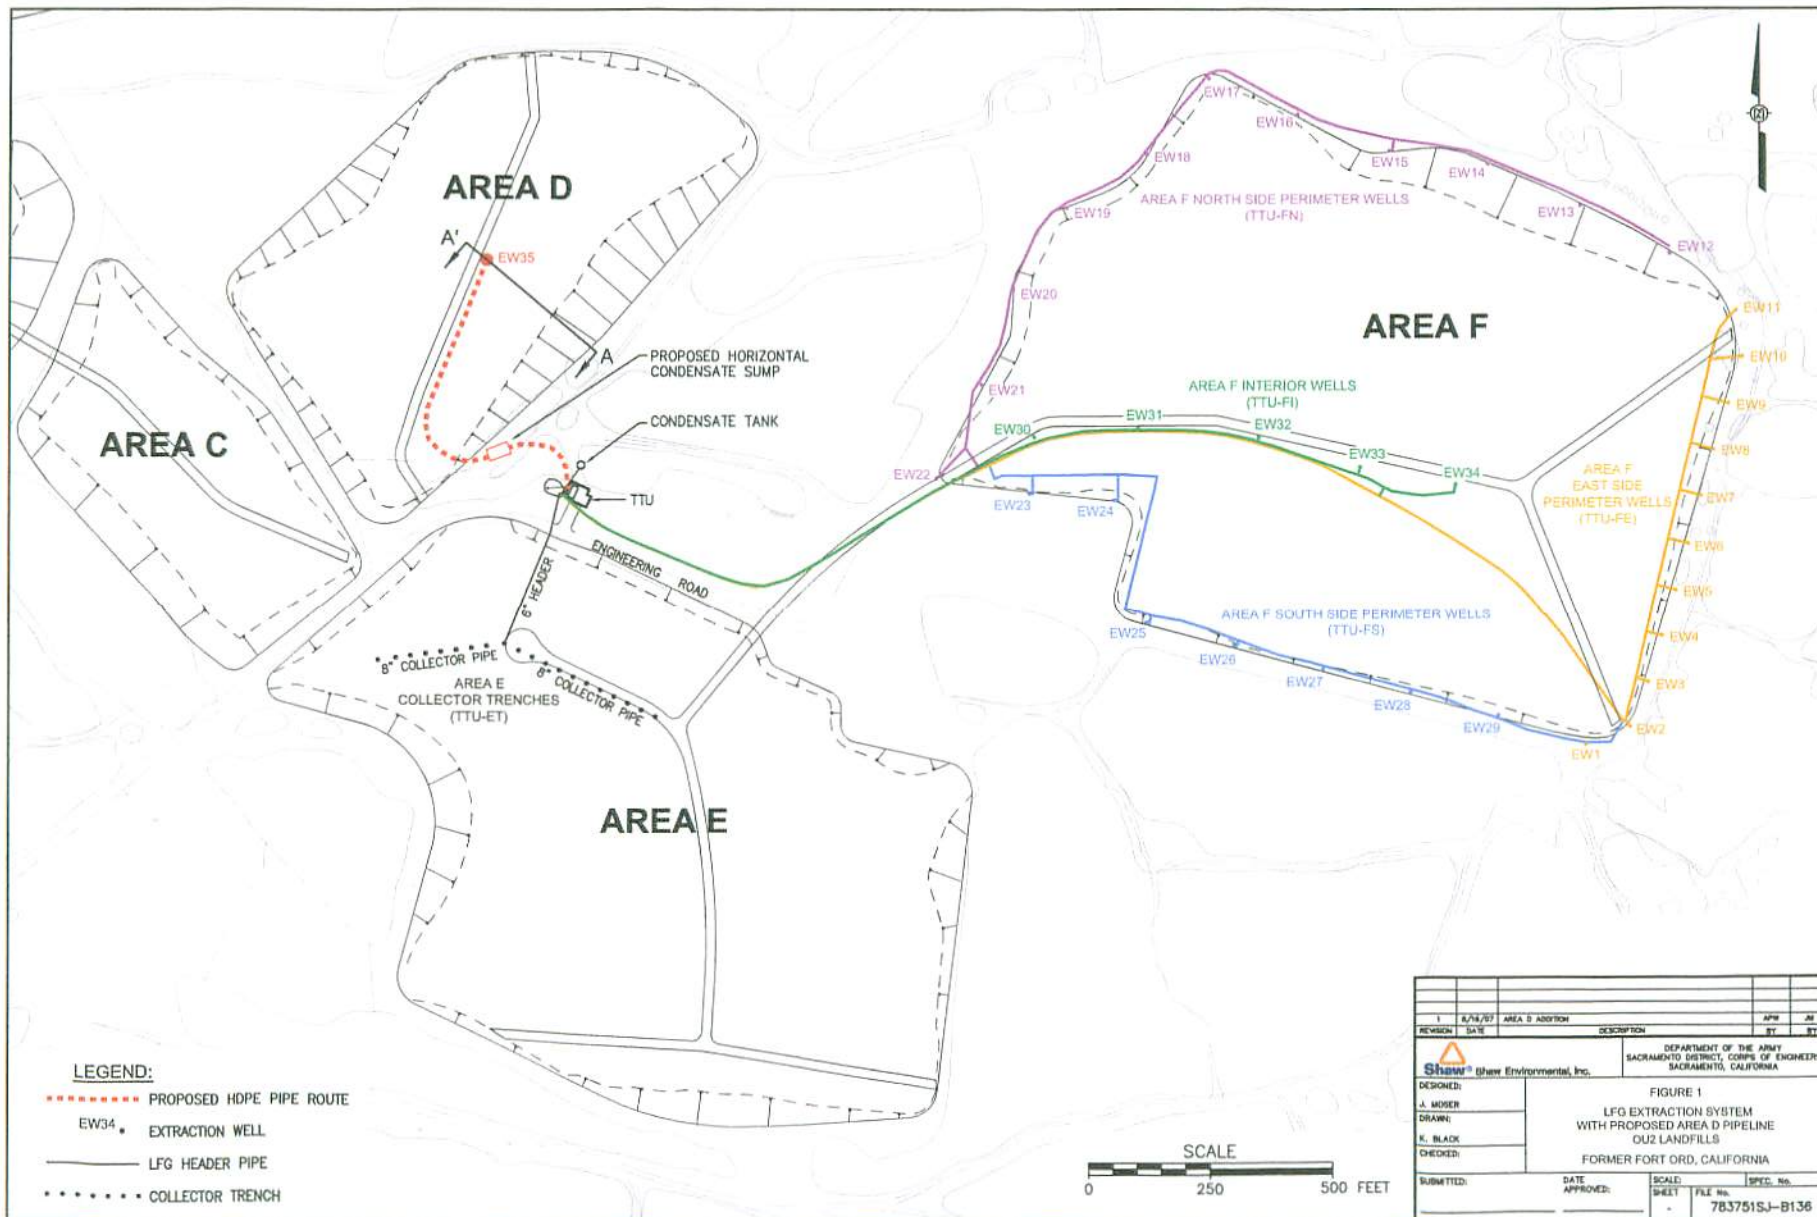 AREA D
A'
EW35
A
PROPOSED HORIZONTAL
CONDENSATE SUMP
CONDENSATE TANK
TTU
AREA C
ENGINEERING ROAD
6" HEADER
8" COLLECTOR PIPE
8" COLLECTOR PIPE
AREA E
COLLECTOR TRENCHES
(TTU-ET)
AREA E
EW17
EW16
EW15
EW14
EW13
EW12
EW18
EW19
EW20
EW21
EW22
AREA F NORTH SIDE PERIMETER WELLS
(TTU-FN)
AREA F
AREA F INTERIOR WELLS
(TTU-FI)
EW30
EW31
EW32
EW33
EW34
EW11
EW10
EW9
EW8
EW7
EW6
EW5
EW4
EW3
EW2
EW1
AREA F
EAST SIDE
PERIMETER WELLS
(TTU-FE)
EW23
EW24
EW25
EW26
EW27
EW28
EW29
AREA F SOUTH SIDE PERIMETER WELLS
(TTU-FS)
LEGEND:
PROPOSED HDPE PIPE ROUTE
EW34 EXTRACTION WELL
LFG HEADER PIPE
COLLECTOR TRENCH
SCALE
0 250 500 FEET
1 AREA D ADDITION APW
REVISION DATE DESCRIPTION BY
Shaw Shaw Environmental, Inc.
DEPARTMENT OF THE ARMY
SACRAMENTO DISTRICT, CORPS OF ENGINEERS
SACRAMENTO, CALIFORNIA
DESIGNED:
J. MOSER
DRAWN:
K. BLACK
CHECKED:
FIGURE 1
LFG EXTRACTION SYSTEM
WITH PROPOSED AREA D PIPELINE
OU2 LANDFILLS
FORMER FORT ORD, CALIFORNIA
SUBMITTED:
DATE
APPROVED:
SCALE:
SPEC. No.
SHEET
-
FILE No.
783751SJ-B136